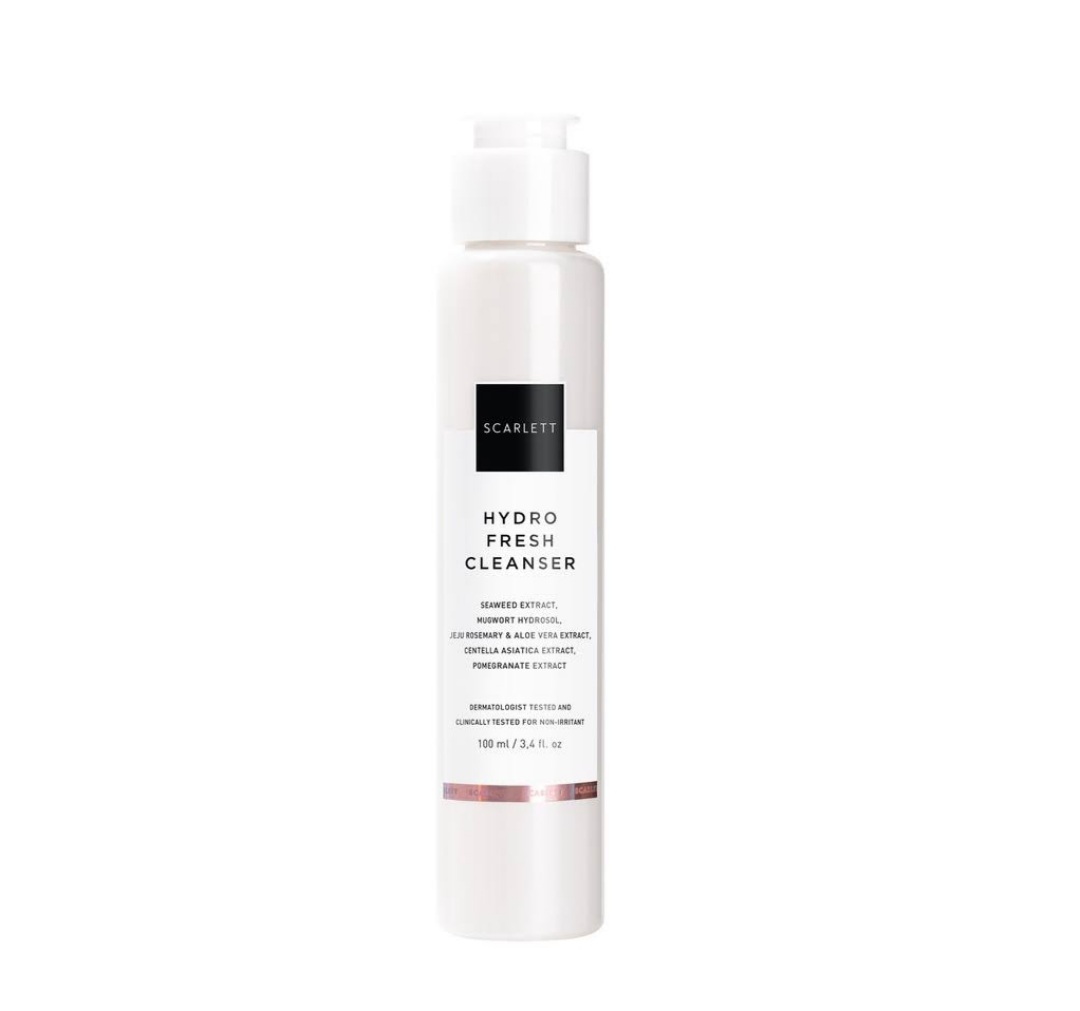 SCARLETT
HYDRO
FRESH
CLEANSER
SEAWEED EXTRACT,
MUGWORT HYDROSOL,
JEJU ROSEMARY & ALOE VERA EXTRACT,
CENTELLA ASIATICA EXTRACT,
POMEGRANATE EXTRACT
DERMATOLOGIST TESTED AND
CLINICALLY TESTED FOR NON-IRRITANT
100 ml / 3,4 fl. oz